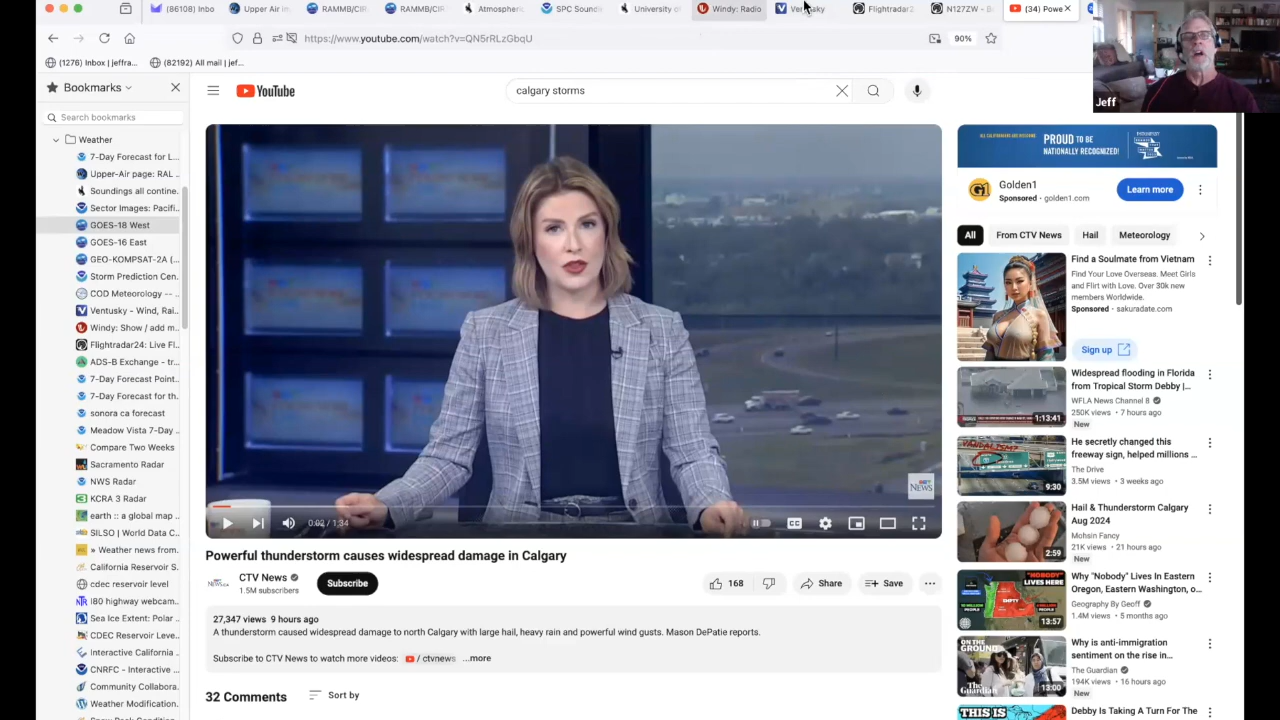 (86108) Inbo
Upper Air In
RAMMB/CIR
RAMMB/CIR
Atmospheric
SPC Sound
University of
Windy: Radio
Flightradar2
N127ZW - B
(34) Powe
https://www.youtube.com/watch?v=QN5rRLzGboU
90%
(1276) Inbox | jeffra...
(82192) All mail | jef...
Jeff
Bookmarks
Search bookmarks
Weather
7-Day Forecast for L...
Upper-Air page: RAL ...
Soundings all contine...
Sector Images: Pacifi...
GOES-18 West
GOES-16 East
GEO-KOMPSAT-2A (...
Storm Prediction Cen...
COD Meteorology -- ...
Ventusky - Wind, Rai...
Windy: Show / add m...
Flightradar24: Live Fl...
ADS-B Exchange - tr...
7-Day Forecast Point...
7-Day Forecast for th...
sonora ca forecast
Meadow Vista 7-Day ...
Compare Two Weeks
Sacramento Radar
NWS Radar
KCRA 3 Radar
earth :: a global map ...
SILSO | World Data C...
» Weather news from...
California Reservoir S...
cdec reservoir level
I80 highway webcam...
Sea Ice Extent: Polar ...
CDEC Reservoir Leve...
Interactive California ...
CNRFC - Interactive ...
Community Collabora...
Weather Modification...
YouTube
calgary storms
NEWS
0:02 / 1:34
CC
Powerful thunderstorm causes widespread damage in Calgary
CTV News
1.5M subscribers
Subscribe
168
Share
Save
27,347 views 9 hours ago
A thunderstorm caused widespread damage to north Calgary with large hail, heavy rain and powerful wind gusts. Mason DePatie reports.
Subscribe to CTV News to watch more videos: / ctvnews ...more
32 Comments
Sort by
PROUD TO BE
NATIONALLY RECOGNIZED!
G1
Golden1
Sponsored · golden1.com
Learn more
All
From CTV News
Hail
Meteorology
Find a Soulmate from Vietnam
Find Your Love Overseas. Meet Girls
and Flirt with Love. Over 30k new
members Worldwide.
Sponsored · sakuradate.com
Sign up
Widespread flooding in Florida
from Tropical Storm Debby |...
WFLA News Channel 8
250K views · 7 hours ago
New
1:13:41
He secretly changed this
freeway sign, helped millions ...
The Drive
3.5M views · 3 weeks ago
9:30
Hail & Thunderstorm Calgary
Aug 2024
Mohsin Fancy
21K views · 21 hours ago
New
2:59
Why "Nobody" Lives In Eastern
Oregon, Eastern Washington, o...
Geography By Geoff
1.4M views · 5 months ago
"NOBODY"
LIVES HERE
EMPTY
13:57
Why is anti-immigration
sentiment on the rise in...
The Guardian
194K views · 16 hours ago
New
ON THE
GROUND
The
Guardian
13:00
Debby Is Taking A Turn For The
THIS IS